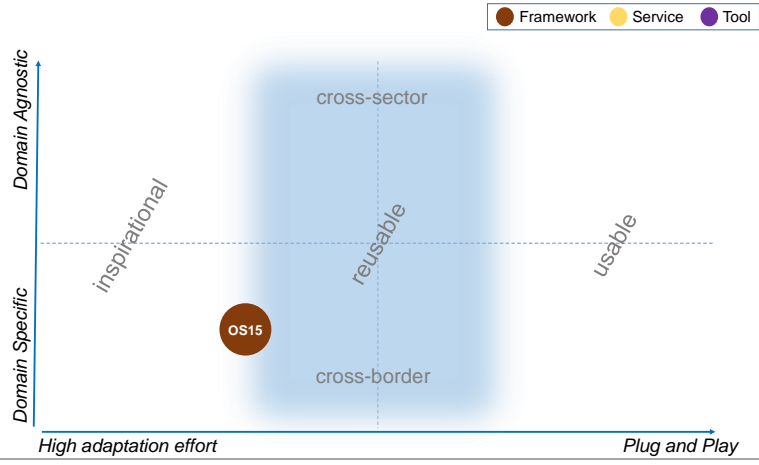 Framework
Service
Tool
Domain Agnostic
cross-sector
inspirational
reusable
usable
Domain Specific
OS15
cross-border
High adaptation effort
Plug and Play